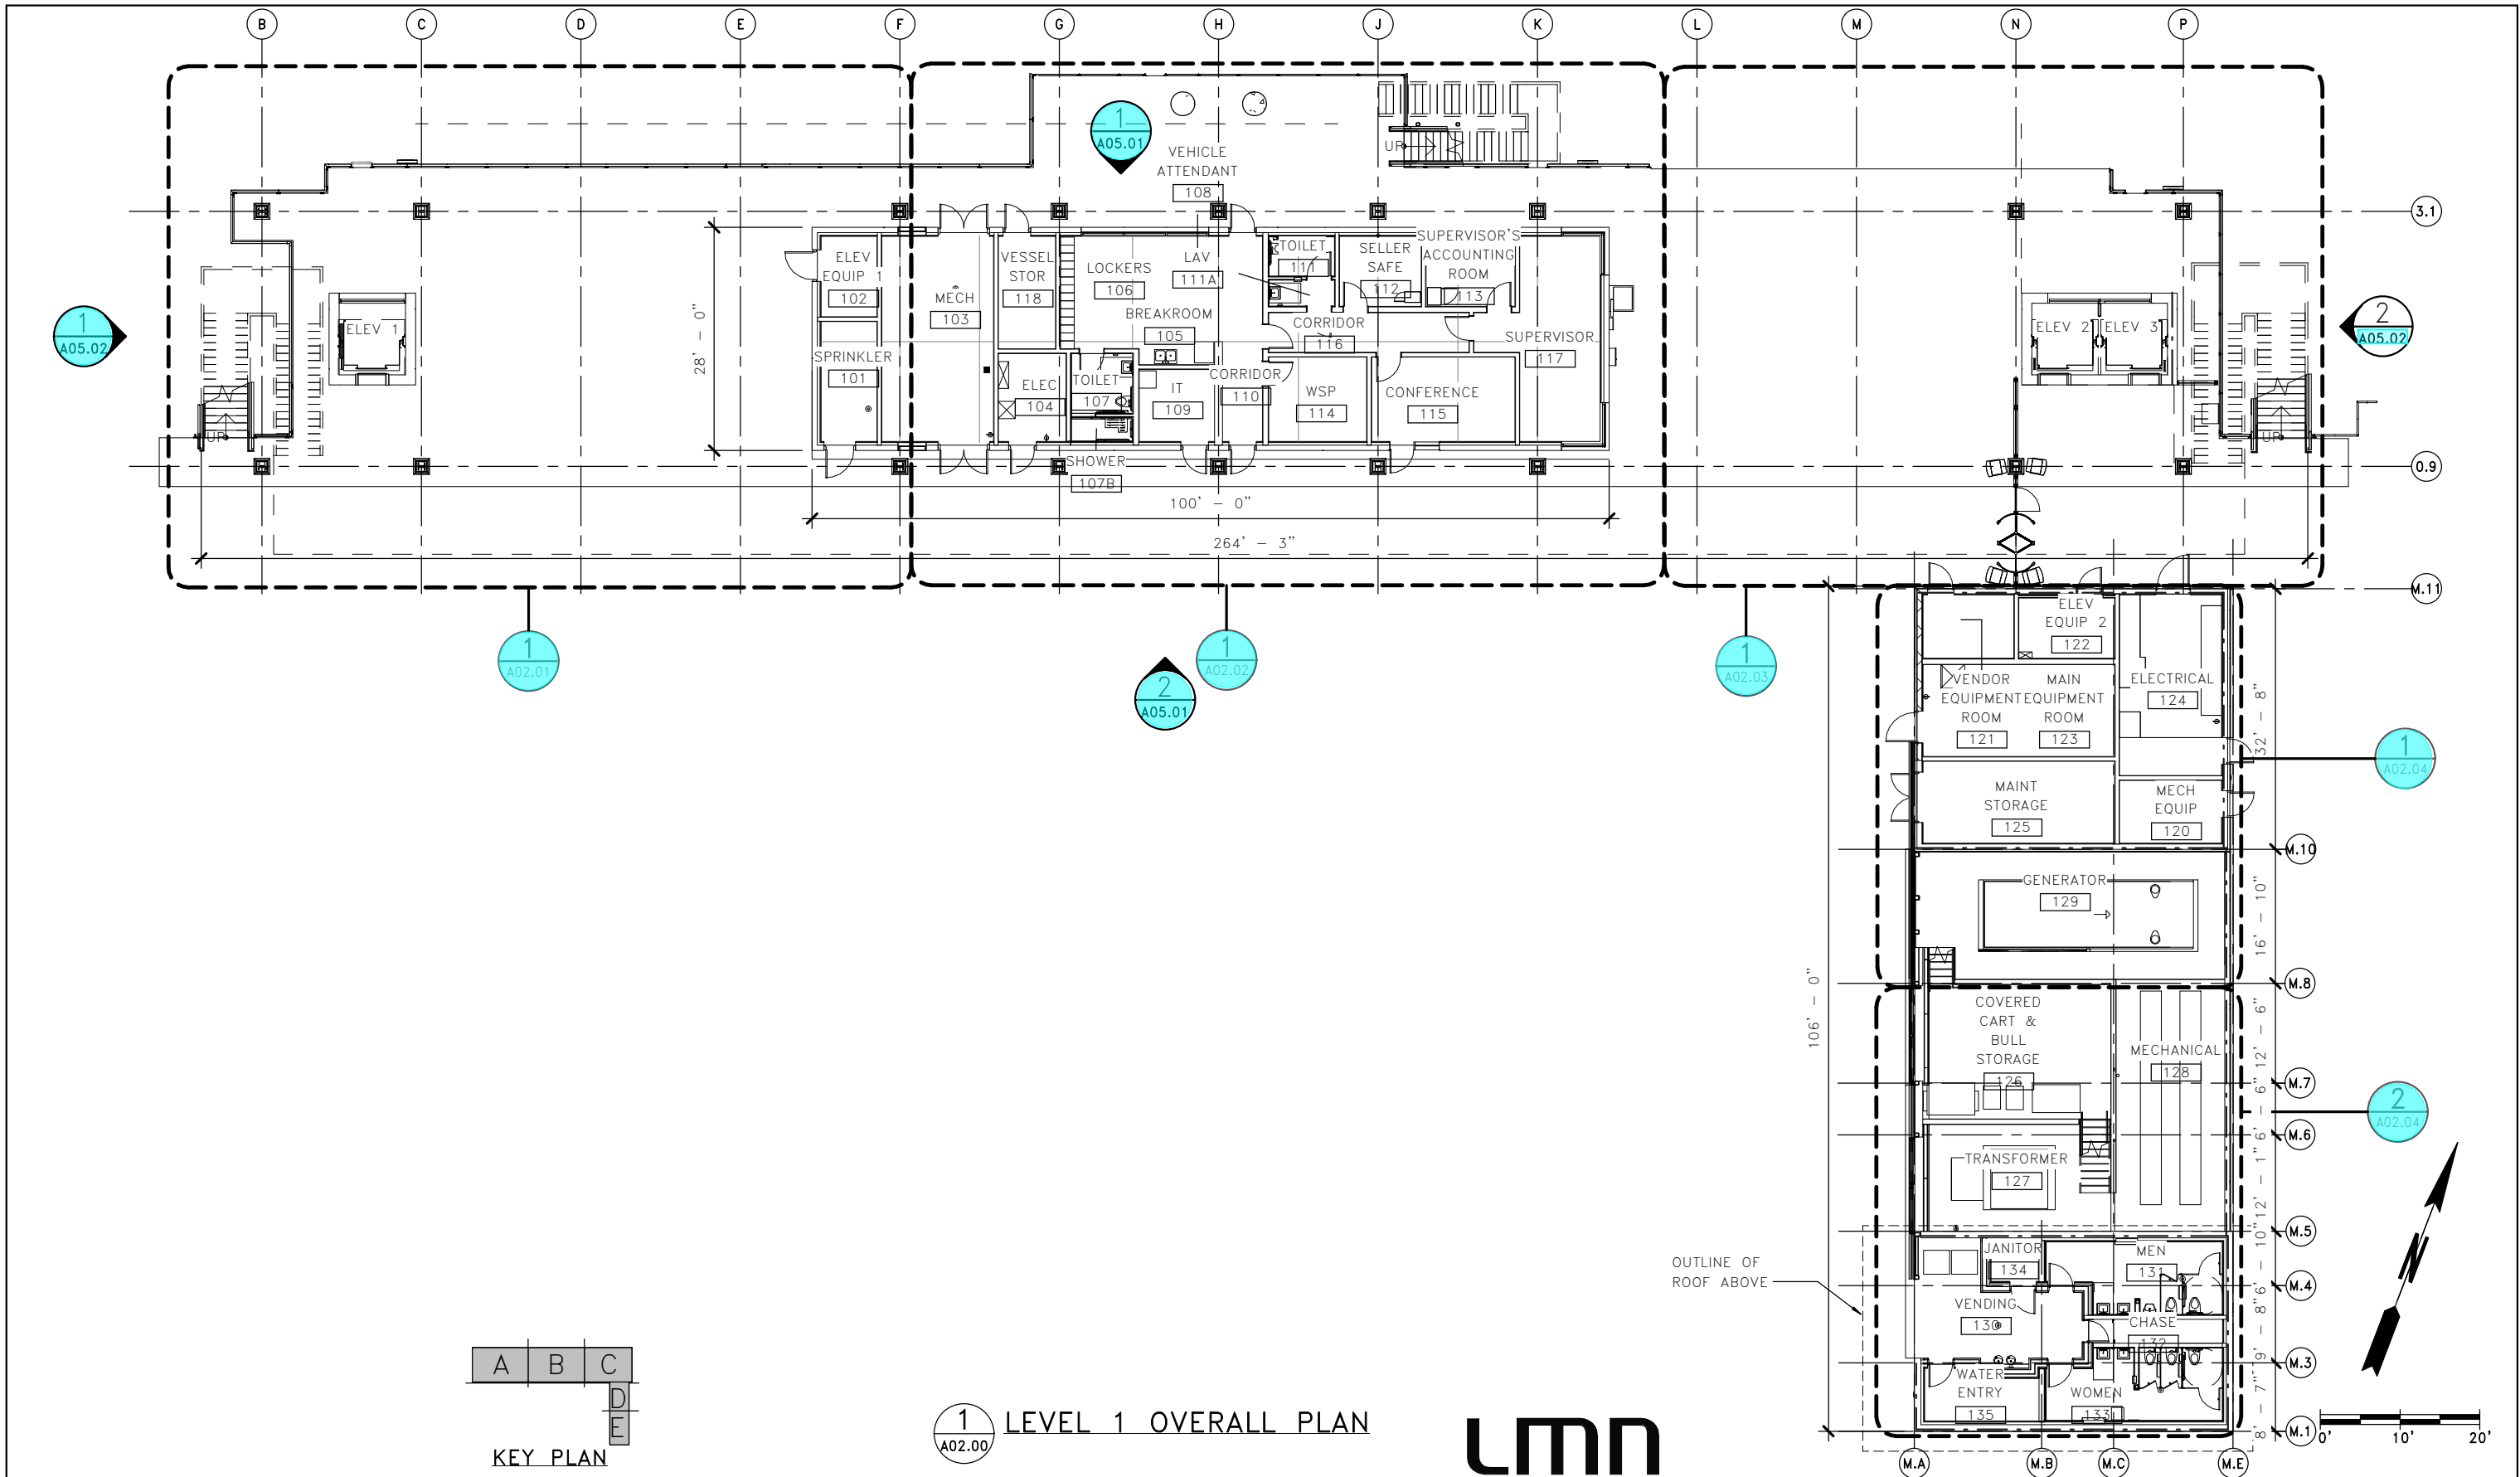 B C D E F G H J K L M N P
1
A05.01
VEHICLE
ATTENDANT
108
UP
3.1
ELEV
EQUIP 1
102
MECH
103
VESSEL
STOR
118
LOCKERS
106
LAV
111A
TOILET
111
SELLER
SAFE
112
SUPERVISOR'S
ACCOUNTING
ROOM
113
BREAKROOM
105
CORRIDOR
116
SUPERVISOR
117
1
A05.02
ELEV 1
28' - 0"
SPRINKLER
101
ELEC
104
TOILET
107
IT
109
CORRIDOR
110
WSP
114
CONFERENCE
115
ELEV 2
ELEV 3
2
A05.02
UP
UP
SHOWER
107B
0.9
100' - 0"
264' - 3"
M.11
1
A02.01
1
A02.02
2
A05.01
1
A02.03
ELEV
EQUIP 2
122
VENDOR
EQUIPMENT
ROOM
121
MAIN
EQUIPMENT
ROOM
123
ELECTRICAL
124
32' - 8"
1
A02.04
MAINT
STORAGE
125
MECH
EQUIP
120
M.10
GENERATOR
129
16' - 10"
M.8
106' - 0"
COVERED
CART &
BULL
STORAGE
126
MECHANICAL
128
12' - 6"
M.7
6' - 6"
2
A02.04
M.6
TRANSFORMER
127
12' - 1"
M.5
OUTLINE OF
ROOF ABOVE
JANITOR
134
MEN
131
6' - 10"
M.4
VENDING
130
CHASE
132
9' - 8"
M.3
WATER
ENTRY
135
WOMEN
133
8' - 7"
M.1
M.A M.B M.C M.E
N
0' 10' 20'
A B C
D
E
KEY PLAN
1
A02.00
LEVEL 1 OVERALL PLAN
LMN